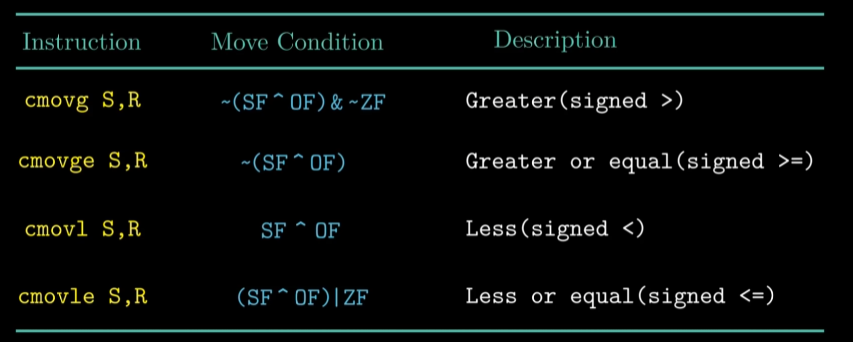 Instruction Move Condition Description
cmovg S,R ~(SF^OF)&~ZF Greater(signed >)
cmovge S,R ~(SF^OF) Greater or equal(signed >=)
cmovl S,R SF ^ OF Less(signed <)
cmovle S,R (SF^OF)|ZF Less or equal(signed <=)